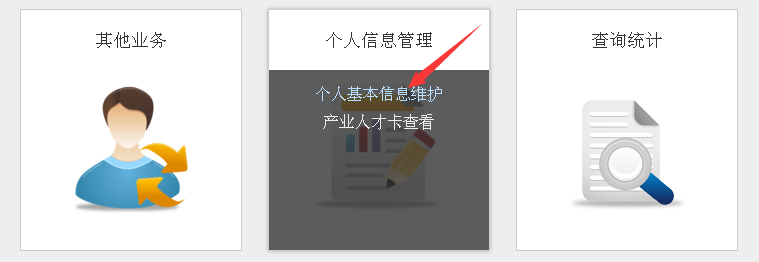 其他业务
个人信息管理
查询统计
个人基本信息维护
产业人才卡查看